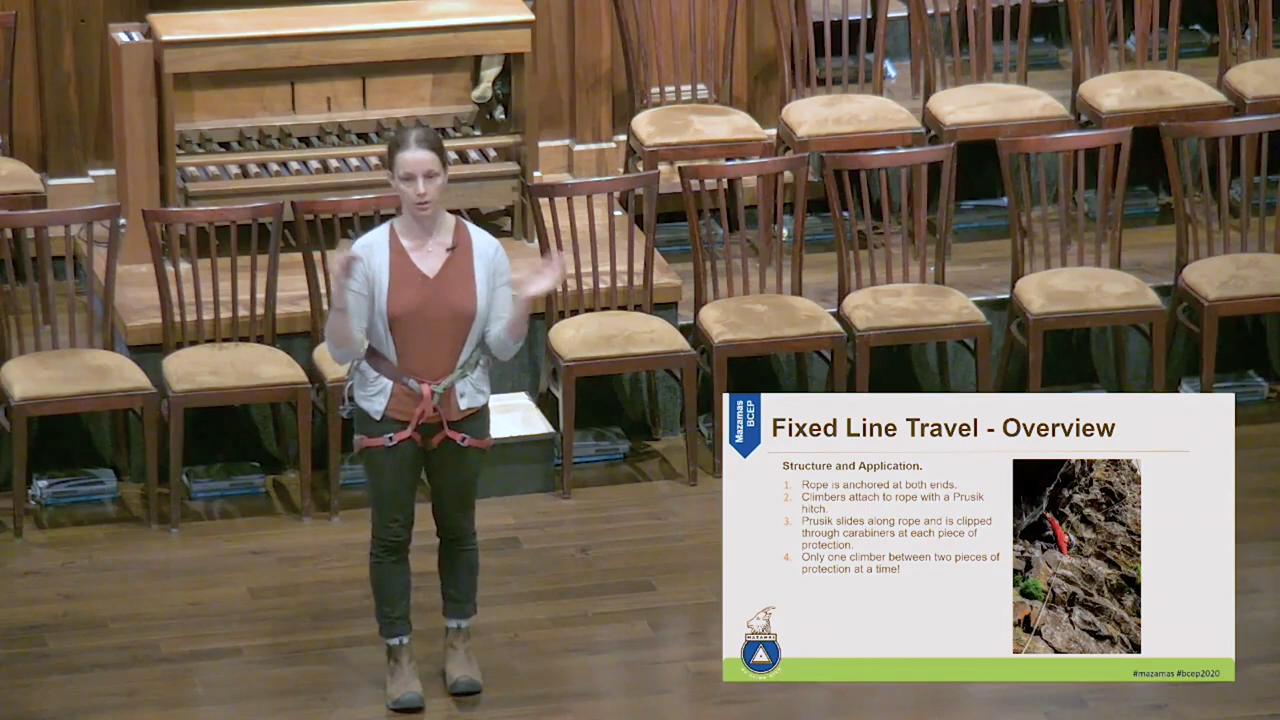 Mazamas
BCEP
Fixed Line Travel - Overview
Structure and Application.
1. Rope is anchored at both ends.
2. Climbers attach to rope with a Prusik
hitch.
3. Prusik slides along rope and is clipped
through carabiners at each piece of
protection.
4. Only one climber between two pieces of
protection at a time!
MAZAMAS
#mazamas #bcep2020